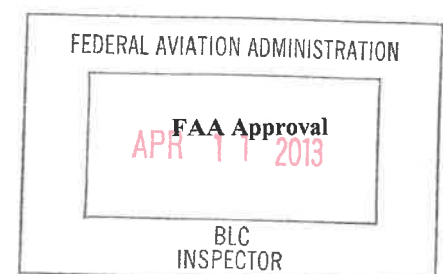 FEDERAL AVIATION ADMINISTRATION
FAA Approval
APR 11 2013
BLC
INSPECTOR